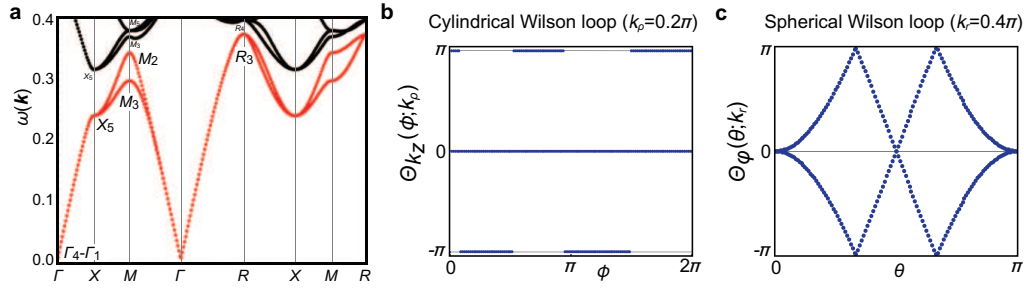 a
ω(k)
0.4
0.3
0.2
0.1
0.0
M5
M3
M2
X5
M3
X5
R4
R3
Γ4-Γ1
Γ X M Γ R X M R
b
Cylindrical Wilson loop (kρ=0.2π)
Θkz(ϕ;kρ)
π
0
-π
0 π ϕ 2π
c
Spherical Wilson loop (kr=0.4π)
Θφ(θ;kr)
π
0
-π
0 θ π